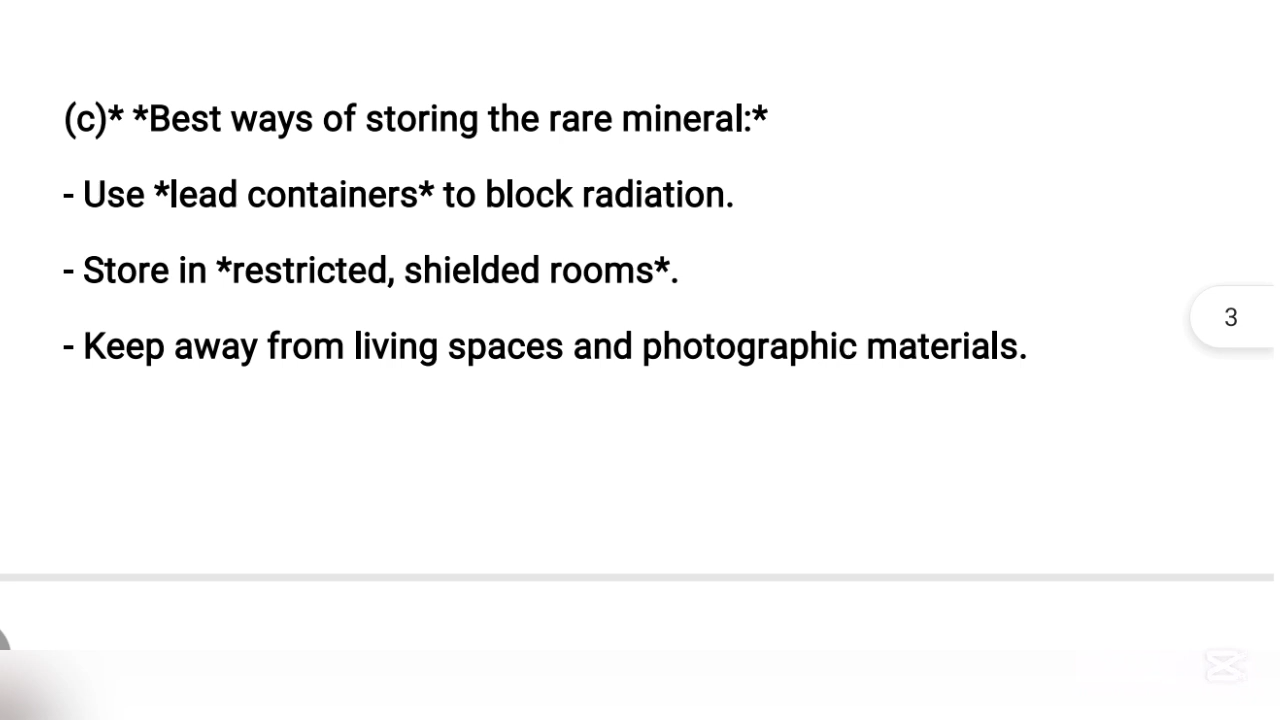 (c)* *Best ways of storing the rare mineral:*
- Use *lead containers* to block radiation.
- Store in *restricted, shielded rooms*.
3
- Keep away from living spaces and photographic materials.